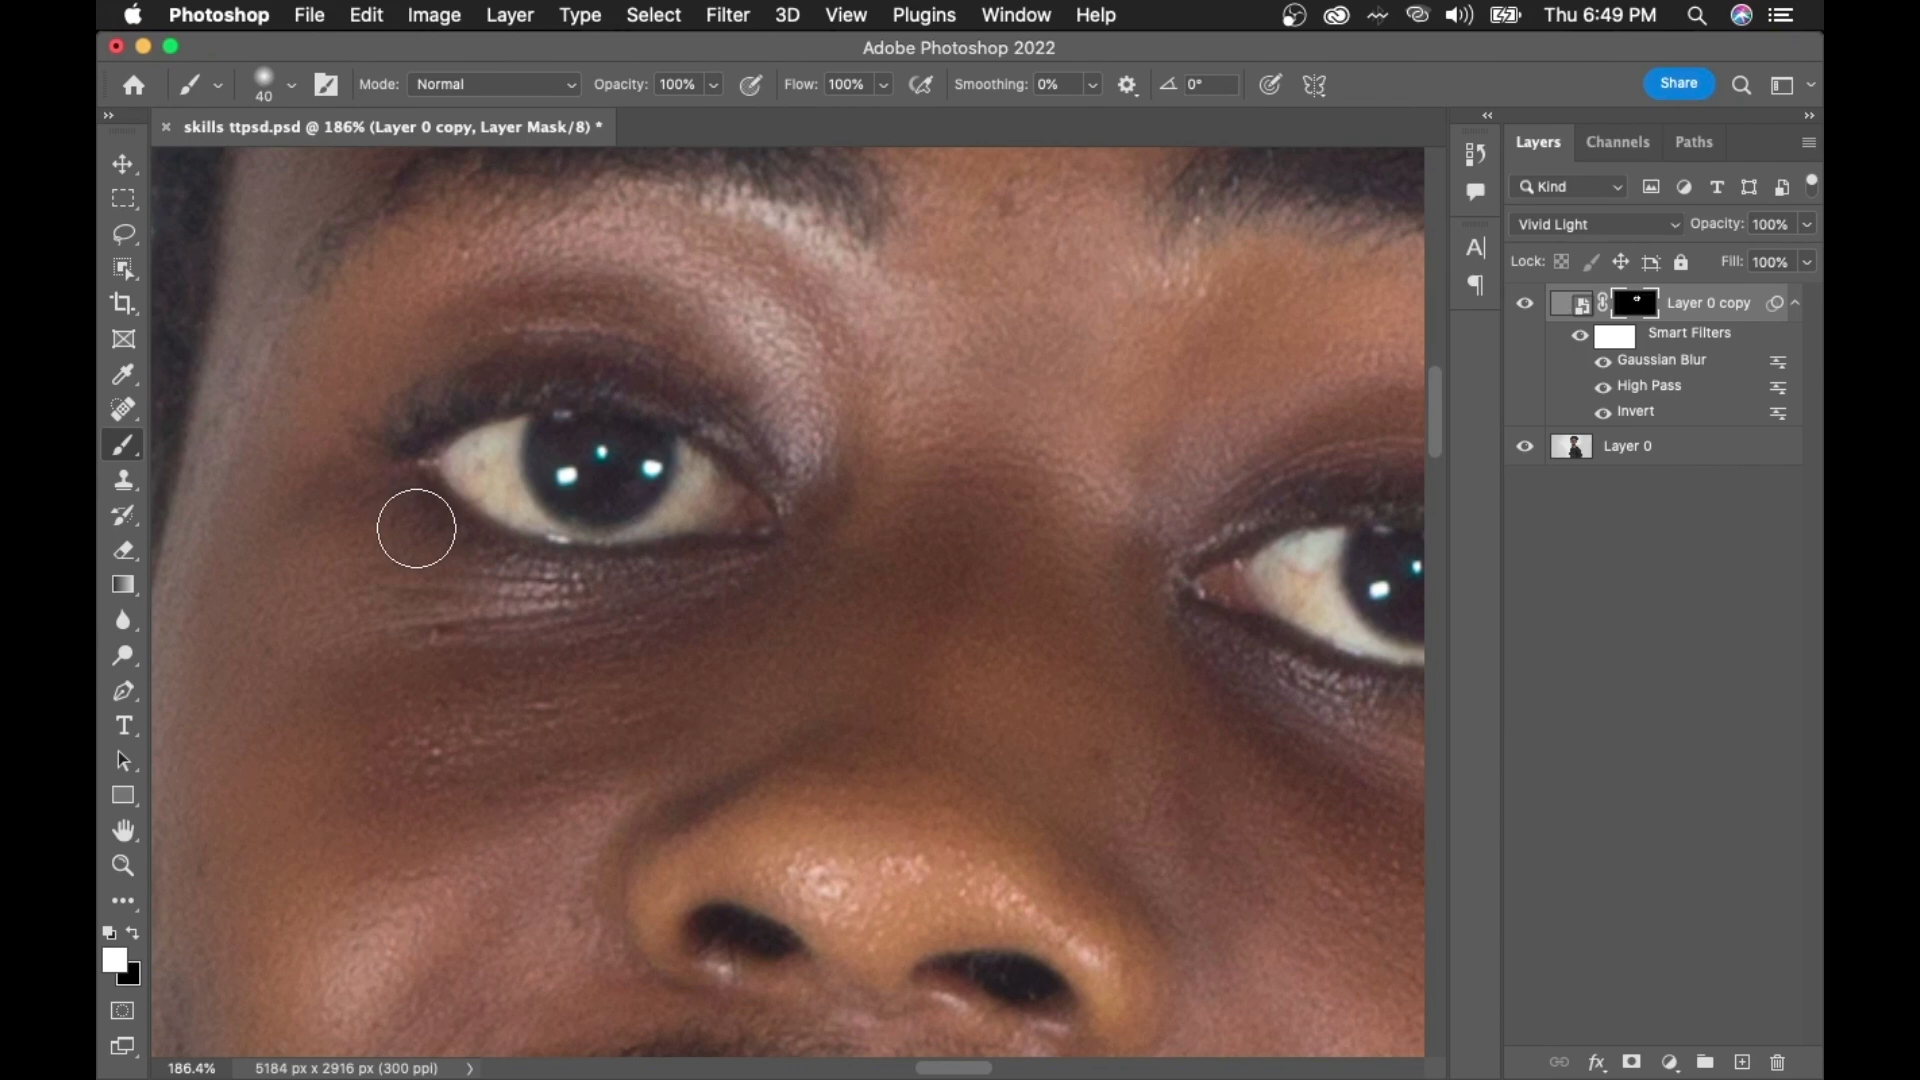 Photoshop File Edit Image Layer Type Select Filter 3D View Plugins Window Help Thu 6:49 PM
Adobe Photoshop 2022
40 Mode: Normal Opacity: 100% Flow: 100% Smoothing: 0% 0° Share
skills ttpsd.psd @ 186% (Layer 0 copy, Layer Mask/8) *
Layers Channels Paths
Kind
Vivid Light Opacity: 100%
Lock: Fill: 100%
Layer 0 copy
Smart Filters
Gaussian Blur
High Pass
Invert
Layer 0
186.4% 5184 px x 2916 px (300 ppi)